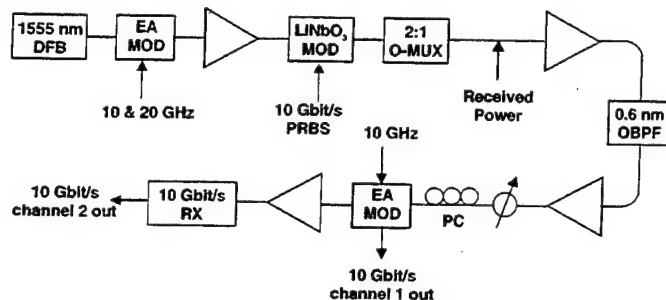 1555 nm
DFB
EA
MOD
LiNbO₃
MOD
2:1
O-MUX
10 & 20 GHz
10 Gbit/s
PRBS
Received
Power
0.6 nm
OBPF
10 GHz
10 Gbit/s
channel 2 out
10 Gbit/s
RX
EA
MOD
PC
10 Gbit/s
channel 1 out